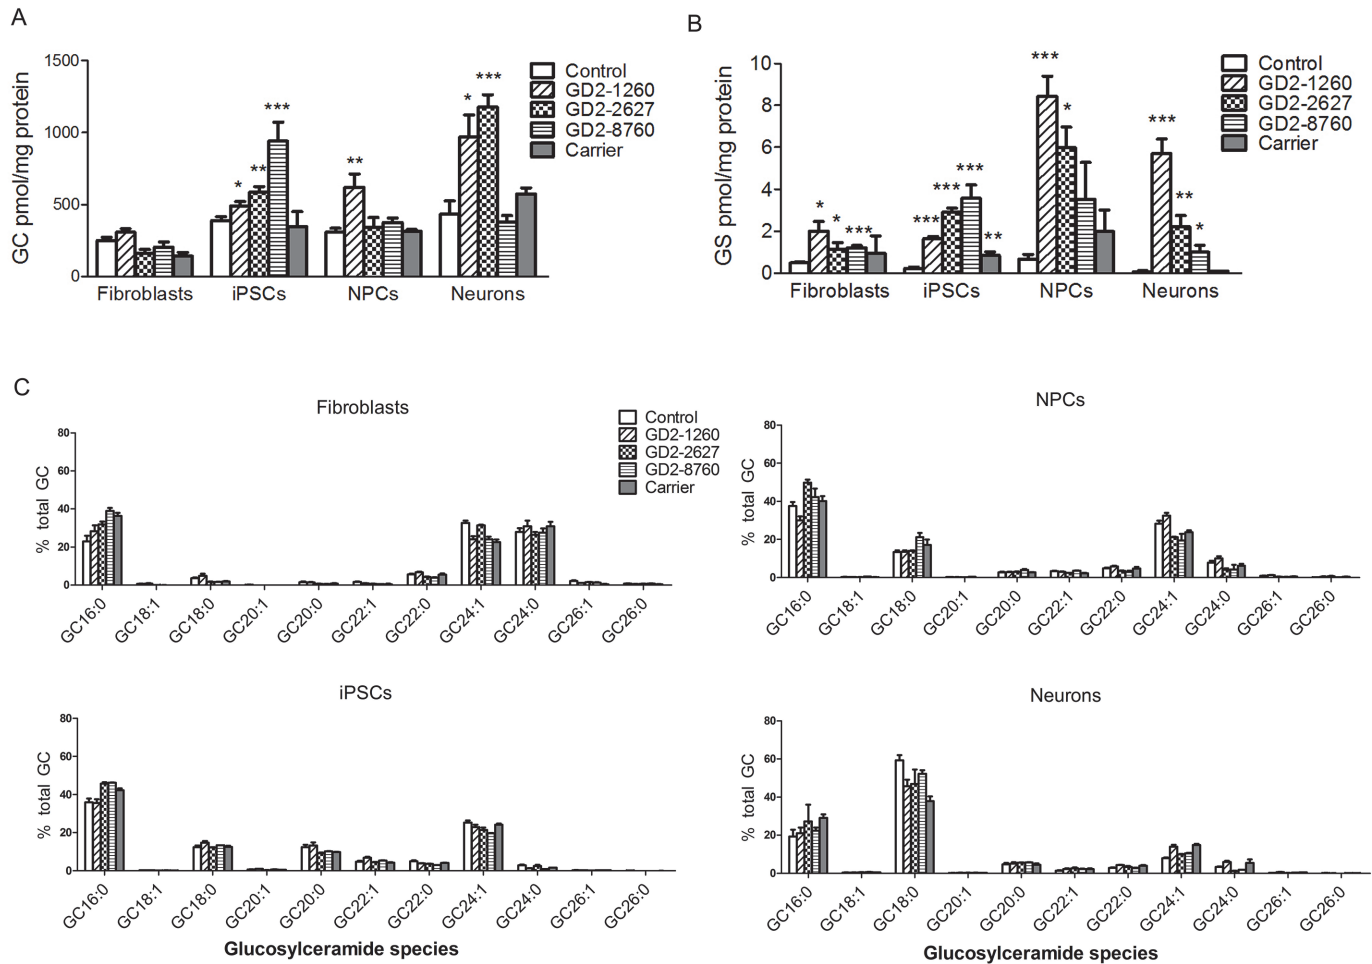 A
GC pmol/mg protein
1500
1000
500
0
* ** *** ** * ***
Fibroblasts iPSCs NPCs Neurons
Control
GD2-1260
GD2-2627
GD2-8760
Carrier
B
GS pmol/mg protein
10
8
6
4
2
0
* * *** *** *** *** ** *** * *** ** *
Fibroblasts iPSCs NPCs Neurons
Control
GD2-1260
GD2-2627
GD2-8760
Carrier
C
Fibroblasts
% total GC
80
60
40
20
0
GC16:0 GC18:1 GC18:0 GC20:1 GC20:0 GC22:1 GC22:0 GC24:1 GC24:0 GC26:1 GC26:0
Control
GD2-1260
GD2-2627
GD2-8760
Carrier
NPCs
% total GC
80
60
40
20
0
GC16:0 GC18:1 GC18:0 GC20:1 GC20:0 GC22:1 GC22:0 GC24:1 GC24:0 GC26:1 GC26:0
iPSCs
% total GC
80
60
40
20
0
GC16:0 GC18:1 GC18:0 GC20:1 GC20:0 GC22:1 GC22:0 GC24:1 GC24:0 GC26:1 GC26:0
Glucosylceramide species
Neurons
% total GC
80
60
40
20
0
GC16:0 GC18:1 GC18:0 GC20:1 GC20:0 GC22:1 GC22:0 GC24:1 GC24:0 GC26:1 GC26:0
Glucosylceramide species